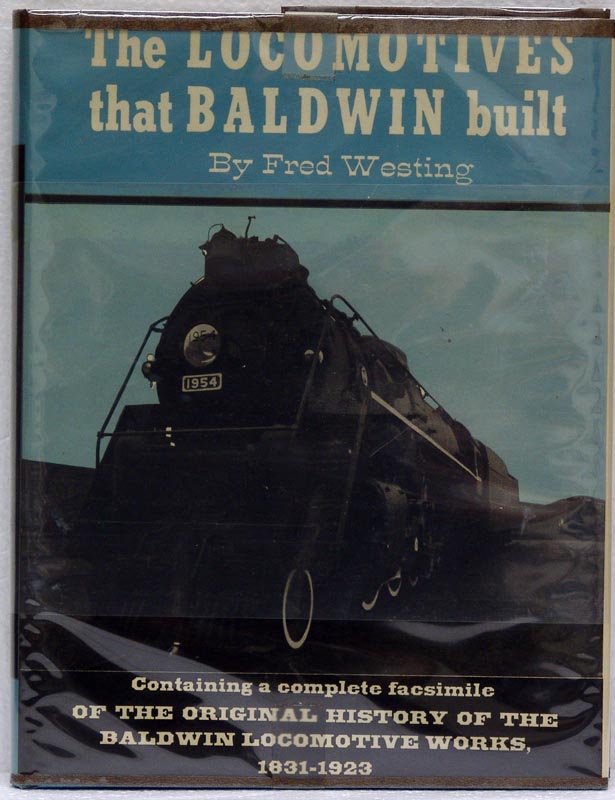 The LOCOMOTIVES
that BALDWIN built
By Fred Westing
1954
1954
Containing a complete facsimile
OF THE ORIGINAL HISTORY OF THE
BALDWIN LOCOMOTIVE WORKS,
1831-1923